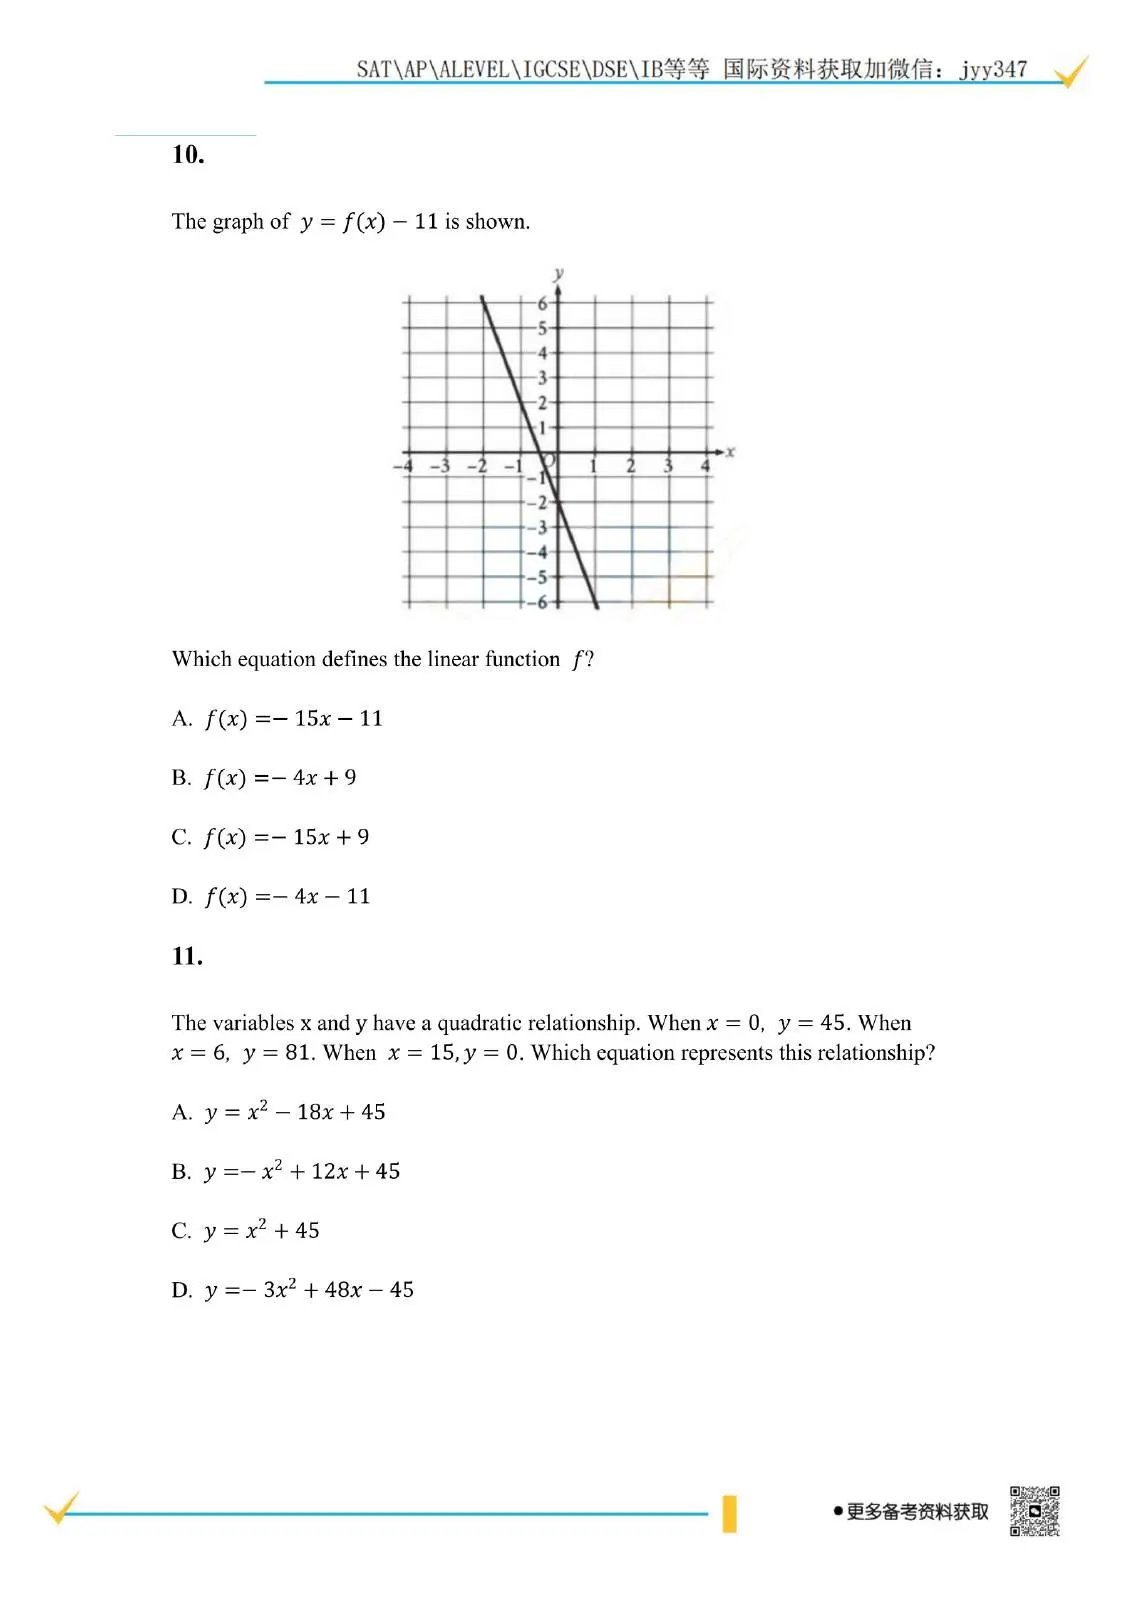 SAT\AP\ALEVEL\IGCSE\DSE\IB等等 国际资料获取加微信：jyy347
10.
The graph of y = f(x) − 11 is shown.
y
6
5
4
3
2
1
−4 −3 −2 −1 O 1 2 3 4 x
−1
−2
−3
−4
−5
−6
Which equation defines the linear function f?
A. f(x) =− 15x − 11
B. f(x) =− 4x + 9
C. f(x) =− 15x + 9
D. f(x) =− 4x − 11
11.
The variables x and y have a quadratic relationship. When x = 0, y = 45. When
x = 6, y = 81. When x = 15, y = 0. Which equation represents this relationship?
A. y = x² − 18x + 45
B. y =− x² + 12x + 45
C. y = x² + 45
D. y =− 3x² + 48x − 45
●更多备考资料获取